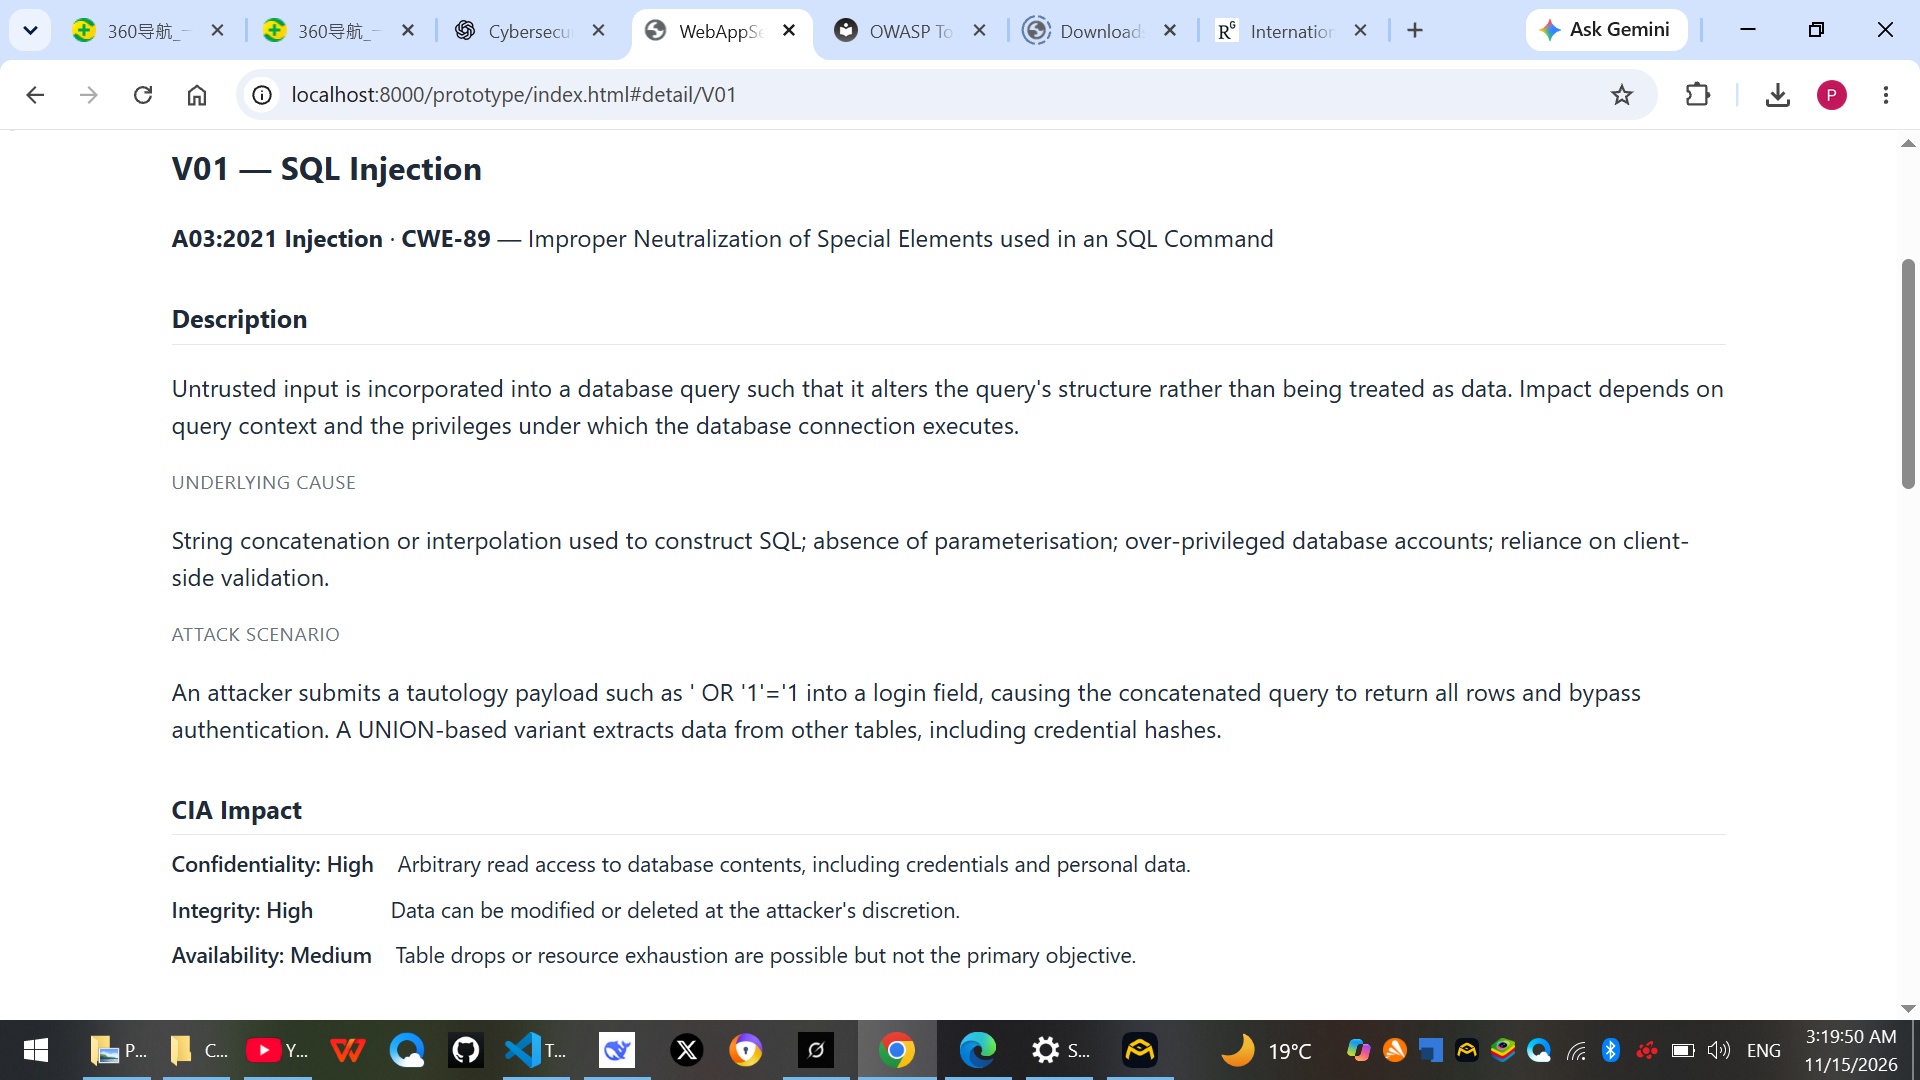 360导航_一
360导航_一
Cybersecu
WebAppSe
OWASP To
Download
Internation
Ask Gemini
localhost:8000/prototype/index.html#detail/V01
P
V01 — SQL Injection
A03:2021 Injection · CWE-89 — Improper Neutralization of Special Elements used in an SQL Command
Description
Untrusted input is incorporated into a database query such that it alters the query's structure rather than being treated as data. Impact depends on
query context and the privileges under which the database connection executes.
UNDERLYING CAUSE
String concatenation or interpolation used to construct SQL; absence of parameterisation; over-privileged database accounts; reliance on client-
side validation.
ATTACK SCENARIO
An attacker submits a tautology payload such as ' OR '1'='1 into a login field, causing the concatenated query to return all rows and bypass
authentication. A UNION-based variant extracts data from other tables, including credential hashes.
CIA Impact
Confidentiality: High Arbitrary read access to database contents, including credentials and personal data.
Integrity: High Data can be modified or deleted at the attacker's discretion.
Availability: Medium Table drops or resource exhaustion are possible but not the primary objective.
P...
C...
Y...
T...
S...
19°C
ENG
3:19:50 AM
11/15/2026